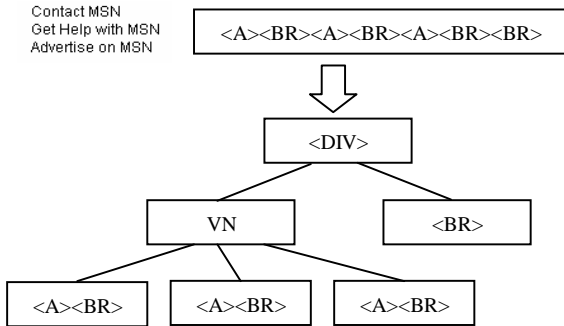 Contact MSN
Get Help with MSN
Advertise on MSN
<A><BR><A><BR><A><BR><BR>
<DIV>
VN
<BR>
<A><BR>
<A><BR>
<A><BR>